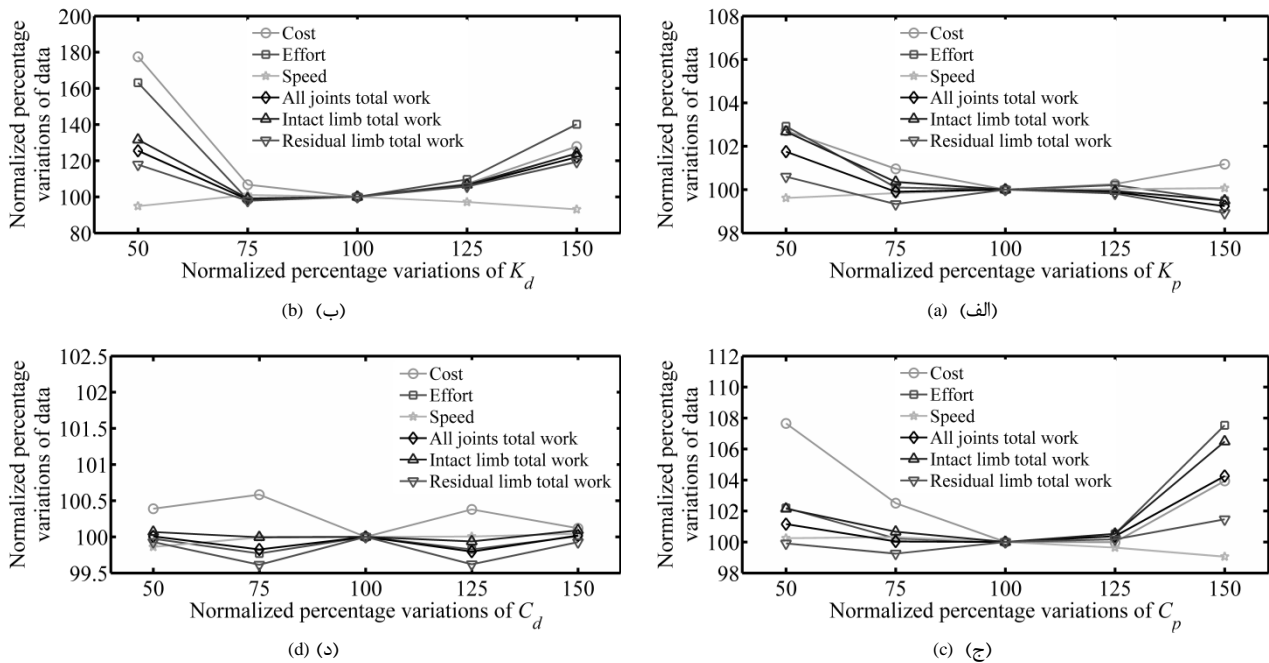 200
180
160
140
120
100
80
Normalized percentage
variations of data
Cost
Effort
Speed
All joints total work
Intact limb total work
Residual limb total work
50 75 100 125 150
Normalized percentage variations of K_d
(b) (ب)
108
106
104
102
100
98
Normalized percentage
variations of data
Cost
Effort
Speed
All joints total work
Intact limb total work
Residual limb total work
50 75 100 125 150
Normalized percentage variations of K_p
(a) (الف)
102.5
102
101.5
101
100.5
100
99.5
Normalized percentage
variations of data
Cost
Effort
Speed
All joints total work
Intact limb total work
Residual limb total work
50 75 100 125 150
Normalized percentage variations of C_d
(d) (د)
112
110
108
106
104
102
100
98
Normalized percentage
variations of data
Cost
Effort
Speed
All joints total work
Intact limb total work
Residual limb total work
50 75 100 125 150
Normalized percentage variations of C_p
(c) (ج)